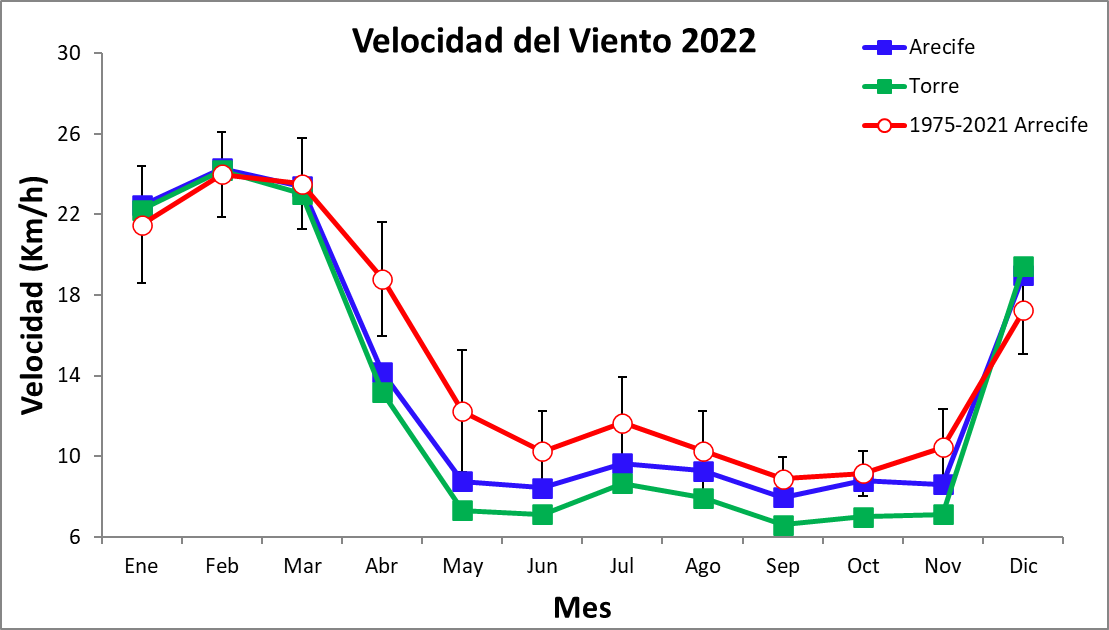 Velocidad del Viento 2022
Arecife
Torre
1975-2021 Arrecife
Velocidad (Km/h)
30
26
22
18
14
10
6
Ene Feb Mar Abr May Jun Jul Ago Sep Oct Nov Dic
Mes